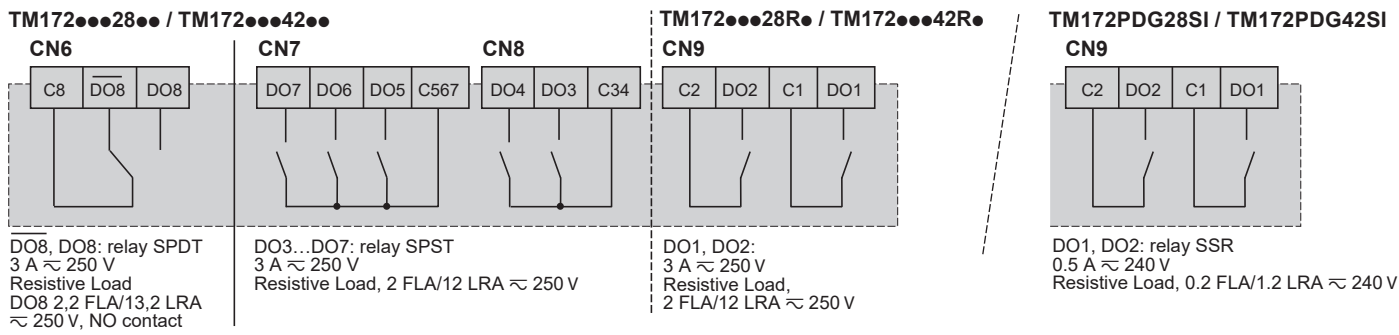 TM172●●●28●● / TM172●●●42●●
TM172●●●28R● / TM172●●●42R●
TM172PDG28SI / TM172PDG42SI
CN6
CN7
CN8
CN9
CN9
C8 D̅O̅8̅ DO8
DO7 DO6 DO5 C567
DO4 DO3 C34
C2 DO2 C1 DO1
C2 DO2 C1 DO1
D̅O̅8̅, DO8: relay SPDT
3 A ⏦ 250 V
Resistive Load
DO8 2,2 FLA/13,2 LRA
⏦ 250 V, NO contact
DO3…DO7: relay SPST
3 A ⏦ 250 V
Resistive Load, 2 FLA/12 LRA ⏦ 250 V
DO1, DO2:
3 A ⏦ 250 V
Resistive Load,
2 FLA/12 LRA ⏦ 250 V
DO1, DO2: relay SSR
0.5 A ⏦ 240 V
Resistive Load, 0.2 FLA/1.2 LRA ⏦ 240 V